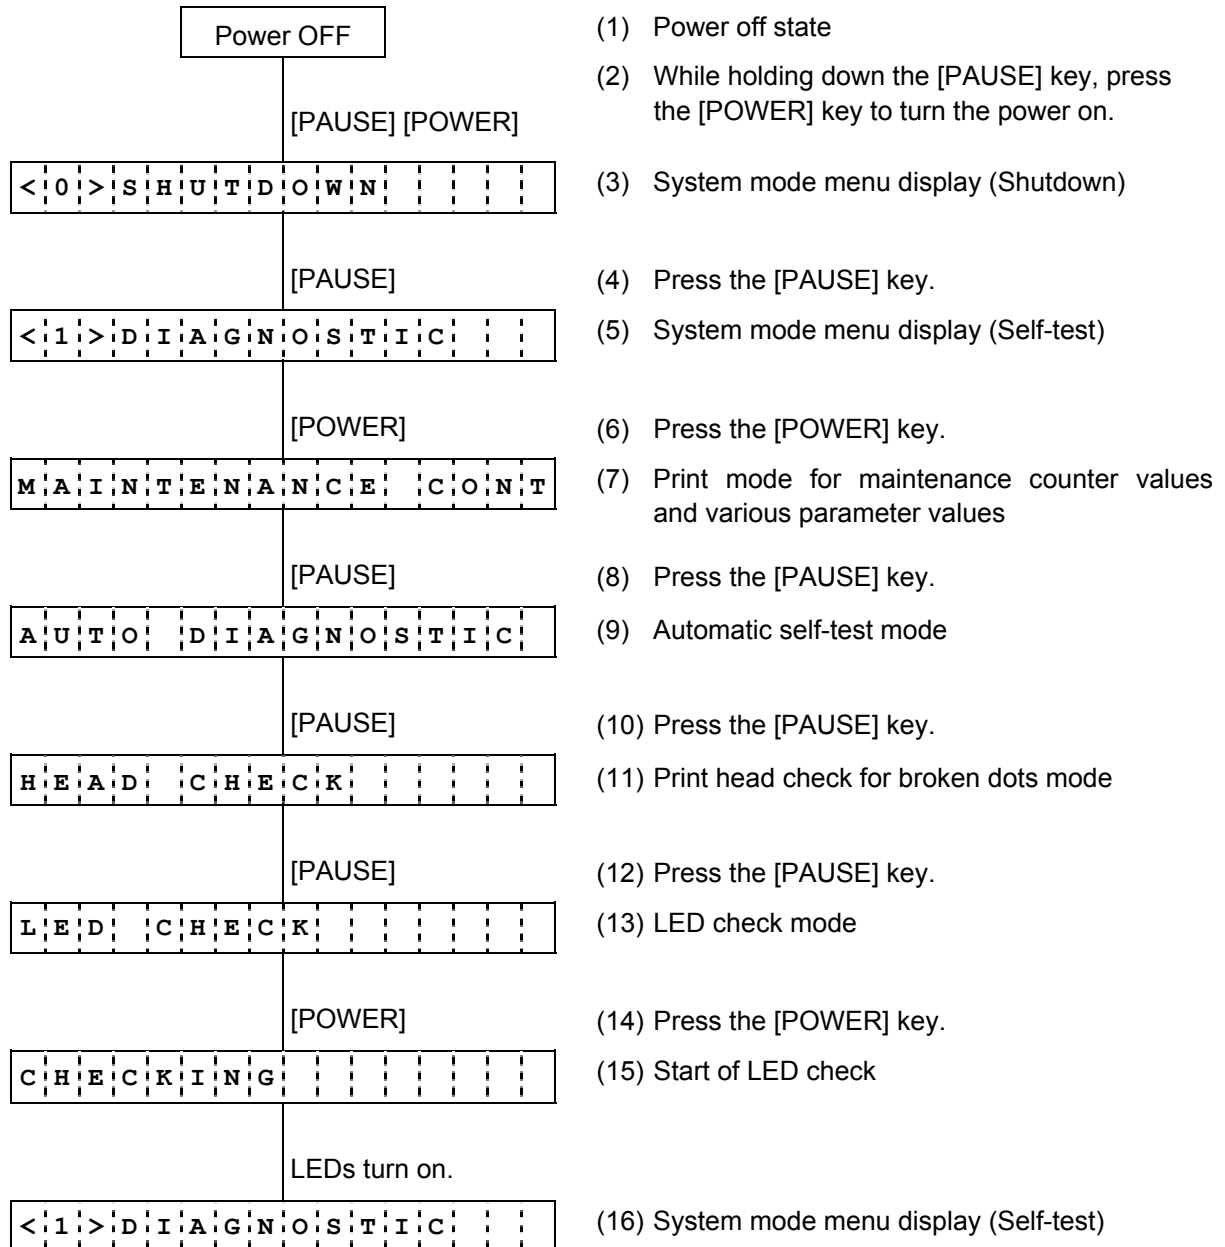 Power OFF
(1) Power off state
(2) While holding down the [PAUSE] key, press
the [POWER] key to turn the power on.
[PAUSE] [POWER]
<0>SHUTDOWN
(3) System mode menu display (Shutdown)
[PAUSE]
(4) Press the [PAUSE] key.
<1>DIAGNOSTIC
(5) System mode menu display (Self-test)
[POWER]
(6) Press the [POWER] key.
MAINTENANCE CONT
(7) Print mode for maintenance counter values
and various parameter values
[PAUSE]
(8) Press the [PAUSE] key.
AUTO DIAGNOSTIC
(9) Automatic self-test mode
[PAUSE]
(10) Press the [PAUSE] key.
HEAD CHECK
(11) Print head check for broken dots mode
[PAUSE]
(12) Press the [PAUSE] key.
LED CHECK
(13) LED check mode
[POWER]
(14) Press the [POWER] key.
CHECKING
(15) Start of LED check
LEDs turn on.
<1>DIAGNOSTIC
(16) System mode menu display (Self-test)